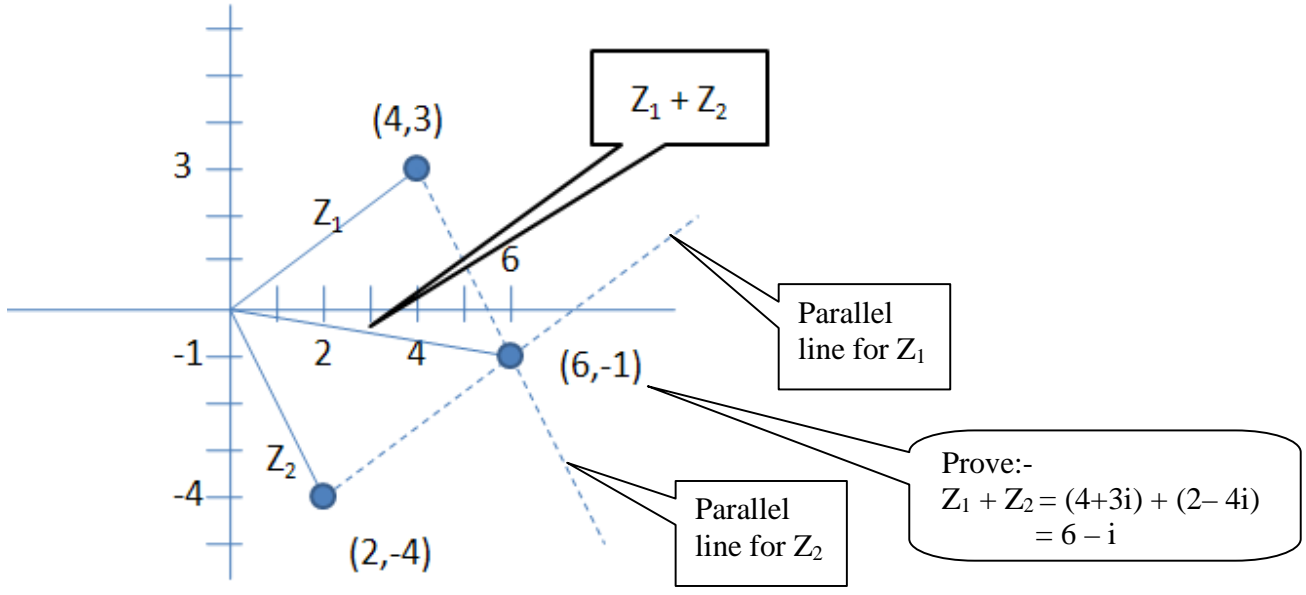 Z₁ + Z₂
(4,3)
3
Z₁
6
Parallel
line for Z₁
-1
2
4
(6,-1)
Prove:-
Z₁ + Z₂ = (4+3i) + (2– 4i)
= 6 – i
Z₂
-4
Parallel
line for Z₂
(2,-4)